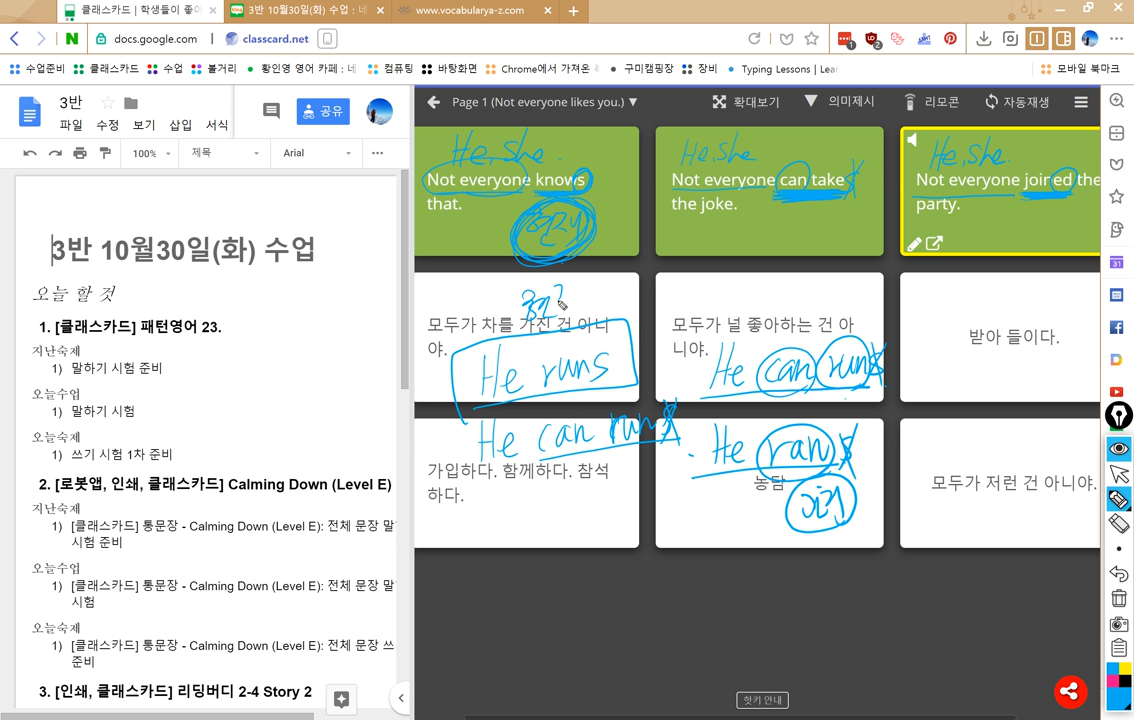 클래스카드 | 학생들이 좋아
3반 10월30일(화) 수업 : 네
www.vocabularya-z.com
N docs.google.com | classcard.net
수업준비 클래스카드 수업 볼거리 황인영 영어 카페 : 네 컴퓨팅 바탕화면 Chrome에서 가져온 구미캠핑장 장비 Typing Lessons | Lear 모바일 북마크
3반
파일 수정 보기 삽입 서식
공유
100% 제목 Arial
3반 10월30일(화) 수업
오늘 할 것
1. [클래스카드] 패턴영어 23.
지난숙제
1) 말하기 시험 준비
오늘수업
1) 말하기 시험
오늘숙제
1) 쓰기 시험 1차 준비
2. [로봇앱, 인쇄, 클래스카드] Calming Down (Level E)
지난숙제
1) [클래스카드] 통문장 - Calming Down (Level E): 전체 문장 말
시험 준비
오늘수업
1) [클래스카드] 통문장 - Calming Down (Level E): 전체 문장 말
시험
오늘숙제
1) [클래스카드] 통문장 - Calming Down (Level E): 전체 문장 쓰
준비
3. [인쇄, 클래스카드] 리딩버디 2-4 Story 2
Page 1 (Not everyone likes you.) ▼
확대보기 의미제시 리모콘 자동재생
He, she.
Not everyone knows
that.
He, she
Not everyone can take
the joke.
He, she.
Not everyone joined the
party.
모두가 차를 가진 건 아니
야.
He runs
모두가 널 좋아하는 건 아
니야.
He can runs
받아 들이다.
He can runs
가입하다. 함께하다. 참석
하다.
He ran
농담
과거
모두가 저런 건 아니야.
핫키 안내
31